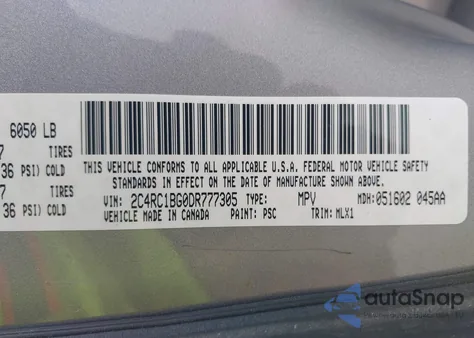 6050 LB
7 TIRES
36 PSI) COLD
7 TIRES
36 PSI) COLD
THIS VEHICLE CONFORMS TO ALL APPLICABLE U.S.A. FEDERAL MOTOR VEHICLE SAFETY
STANDARDS IN EFFECT ON THE DATE OF MANUFACTURE SHOWN ABOVE.
VIN: 2C4RC1BG0DR777305 TYPE: MPV MDH: 051602 045AA
VEHICLE MADE IN CANADA PAINT: PSC TRIM: MLX1
autaSnap